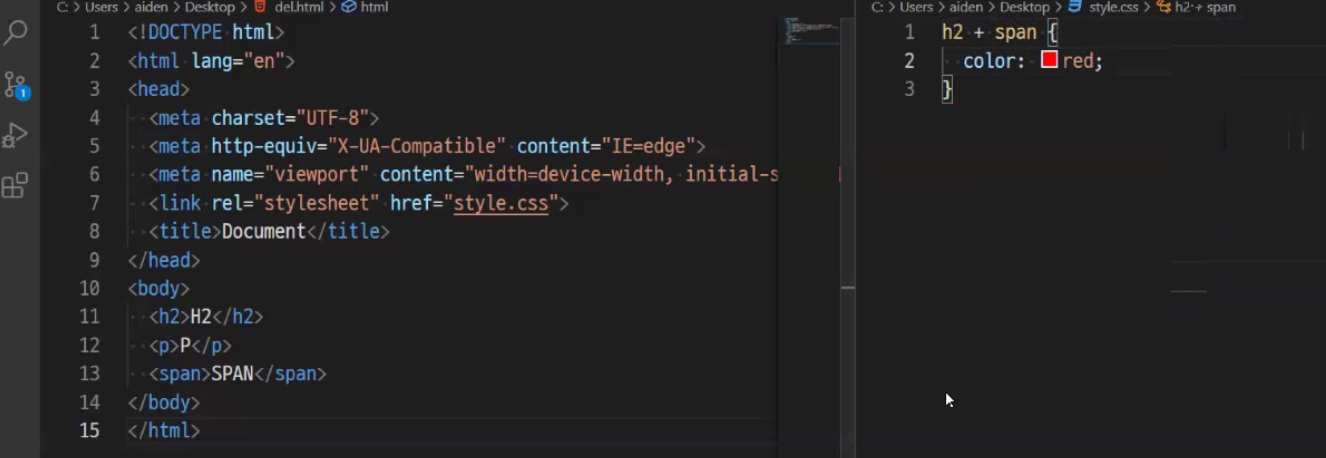 C: > Users > aiden > Desktop > del.html > html
1 <!DOCTYPE html>
2 <html lang="en">
3 <head>
4 <meta charset="UTF-8">
5 <meta http-equiv="X-UA-Compatible" content="IE=edge">
6 <meta name="viewport" content="width=device-width, initial-s
7 <link rel="stylesheet" href="style.css">
8 <title>Document</title>
9 </head>
10 <body>
11 <h2>H2</h2>
12 <p>P</p>
13 <span>SPAN</span>
14 </body>
15 </html>
1
C: > Users > aiden > Desktop > style.css > h2 + span
1 h2 + span {
2 color: red;
3 }